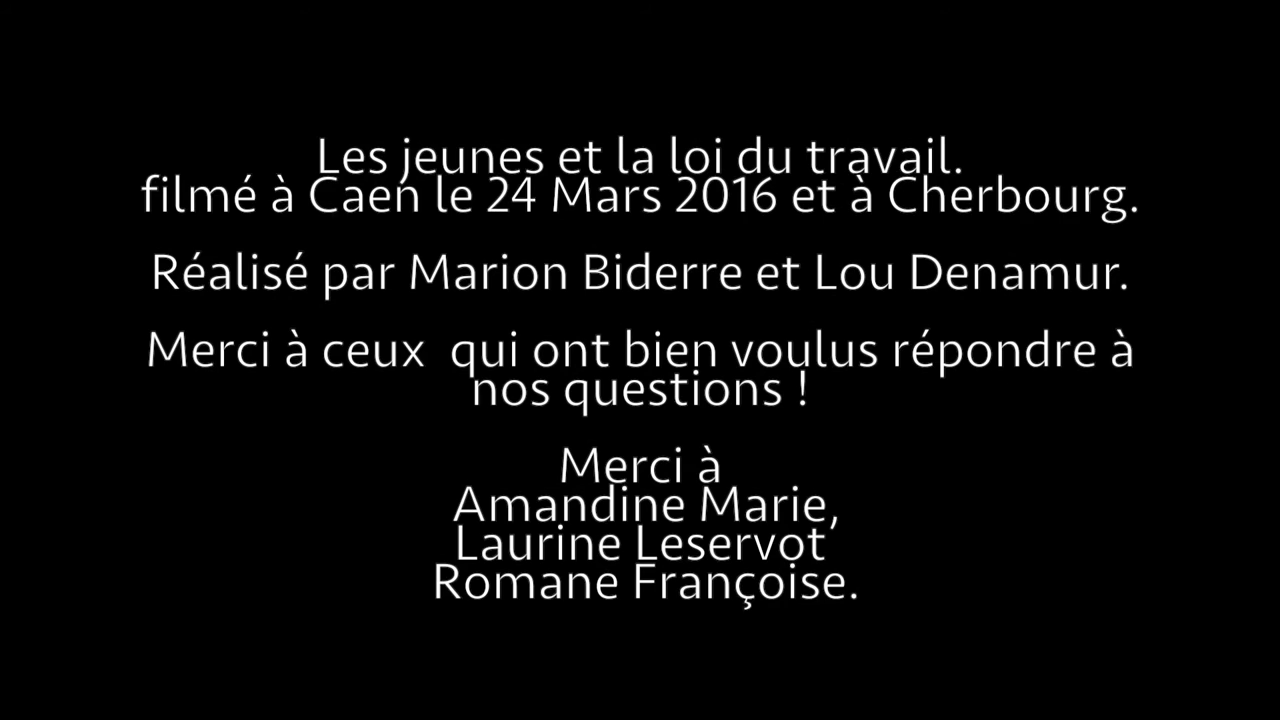 Les jeunes et la loi du travail.
filmé à Caen le 24 Mars 2016 et à Cherbourg.
Réalisé par Marion Biderre et Lou Denamur.
Merci à ceux  qui ont bien voulus répondre à
nos questions !
Merci à
Amandine Marie,
Laurine Leservot
Romane Françoise.